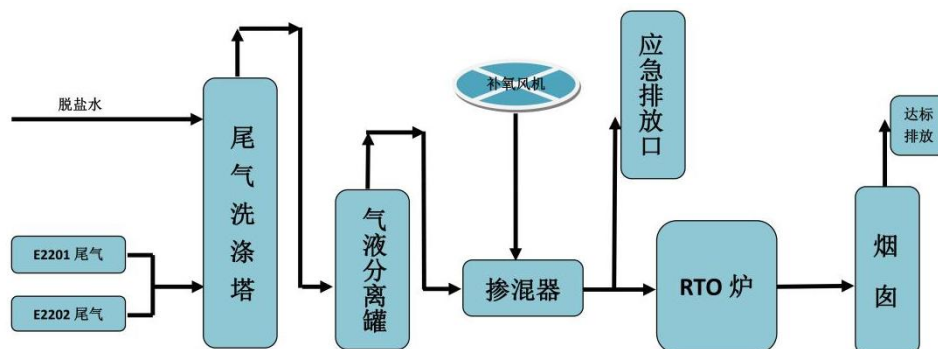 脱盐水
E2201 尾气
E2202 尾气
尾气洗涤塔
气液分离罐
补氧风机
掺混器
应急排放口
RTO 炉
烟囱
达标
排放